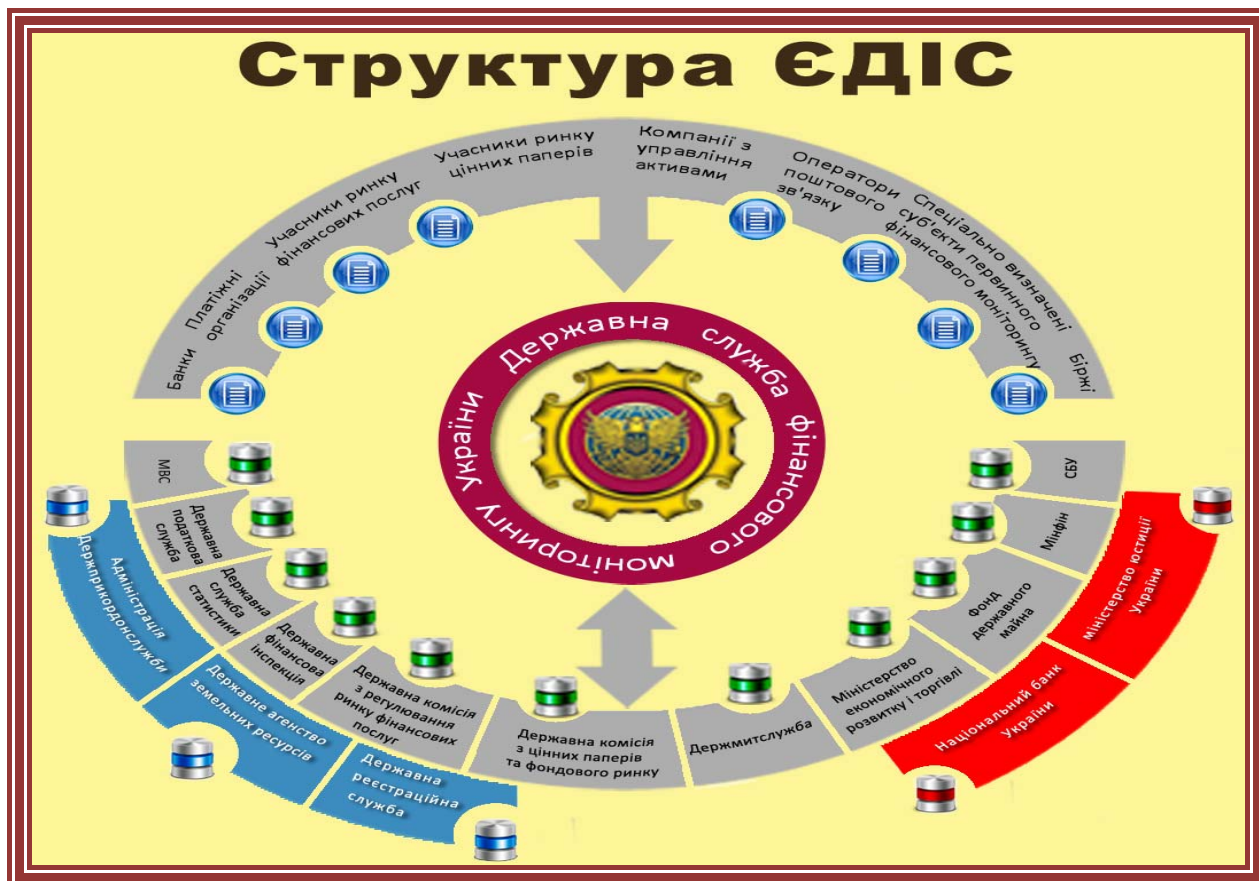 Структура ЄДІС
Банки
Платіжні
організації
Учасники ринку
фінансових послуг
Учасники ринку
цінних паперів
Компанії з
управління
активами
Оператори
поштового
зв'язку
Спеціально визначені
суб'єкти первинного
фінансового моніторингу
Біржі
Державна служба фінансового моніторингу України
МВС
Державна
податкова
служба
Державна
служба
статистики
Державна
фінансова
інспекція
Державна комісія
з регулювання
ринку фінансових
послуг
Державна комісія
з цінних паперів
та фондового ринку
Держмитслужба
Міністерство
економічного
розвитку і торгівлі
Фонд
державного
майна
Мінфін
СБУ
Адміністрація
Держприкордонслужби
Державне агенство
земельних ресурсів
Державна
реєстраційна
служба
Національний банк
України
міністерство юстиції
України